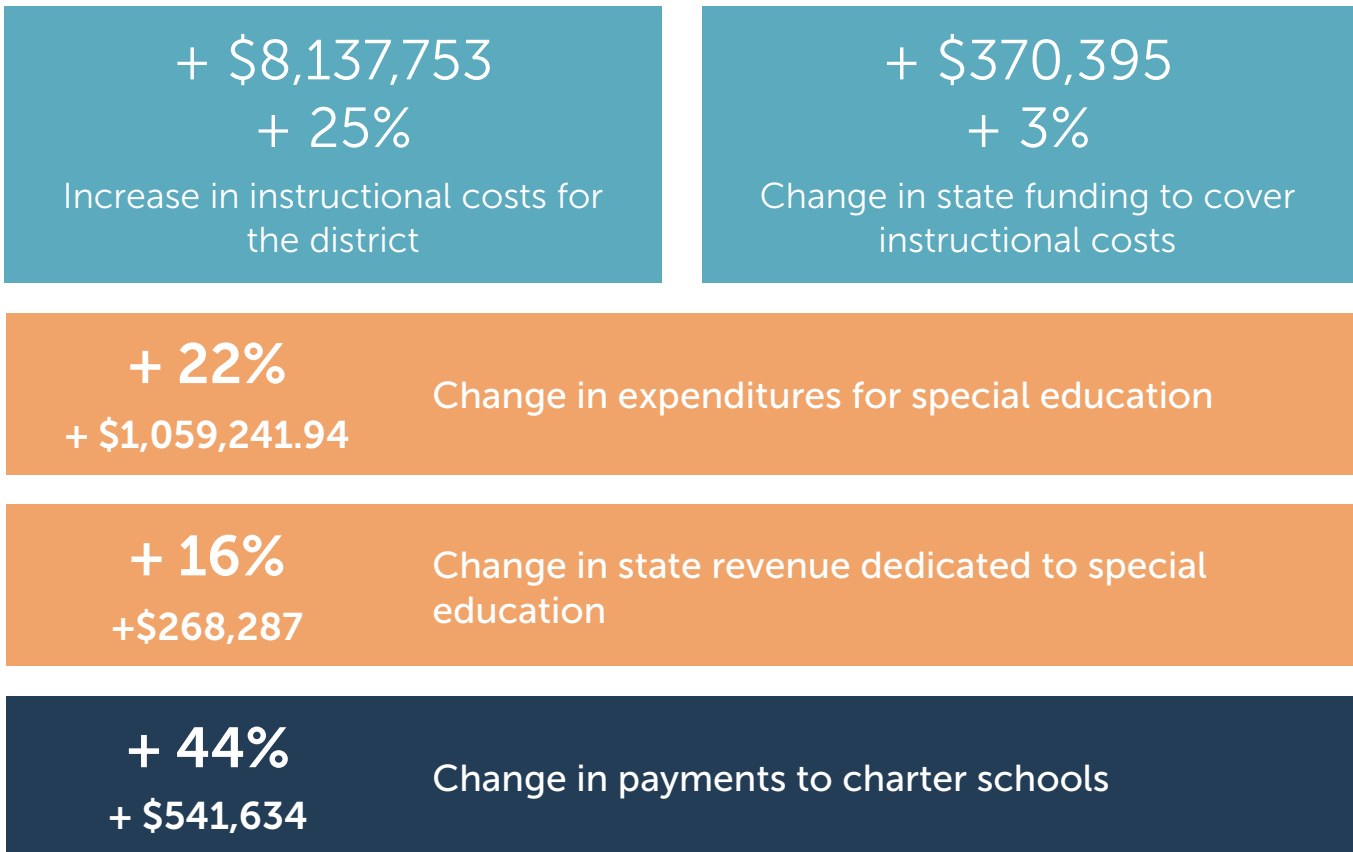 + $8,137,753
+ 25%
Increase in instructional costs for
the district
+ $370,395
+ 3%
Change in state funding to cover
instructional costs
+ 22%
+ $1,059,241.94
Change in expenditures for special education
+ 16%
+$268,287
Change in state revenue dedicated to special
education
+ 44%
+ $541,634
Change in payments to charter schools